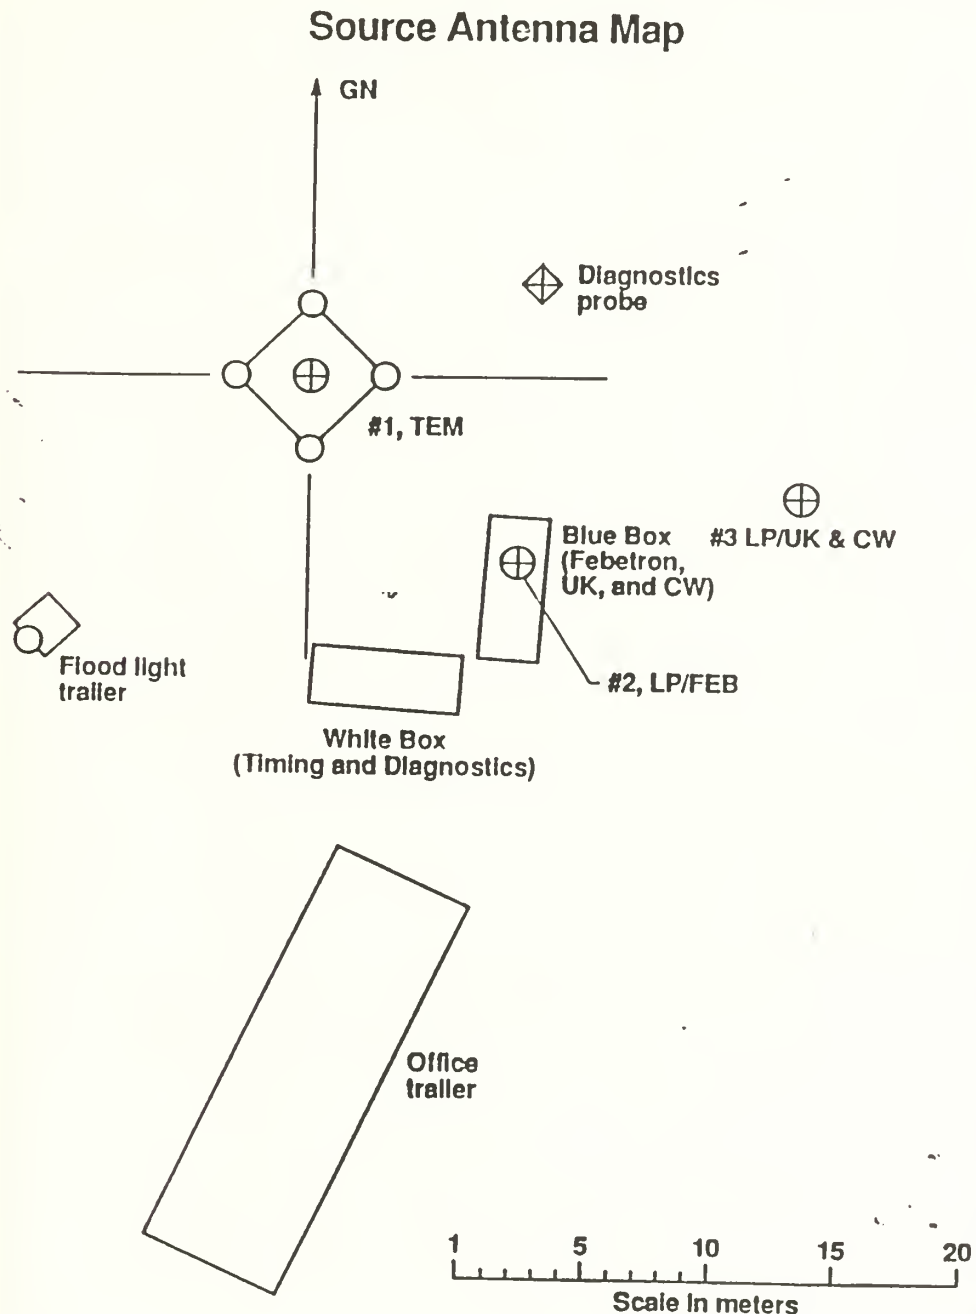 Source Antenna Map
GN
Diagnostics
probe
#1, TEM
Blue Box
(Febetron,
UK, and CW)
#3 LP/UK & CW
Flood light
trailer
#2, LP/FEB
White Box
(Timing and Diagnostics)
Office
trailer
1 5 10 15 20
Scale In meters